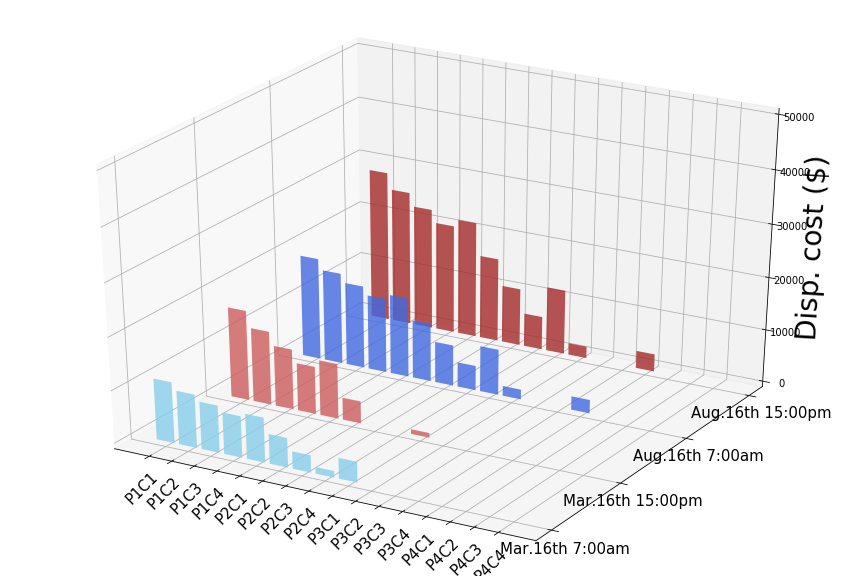 50000
40000
30000
20000
10000
0
Disp. cost ($)
Aug.16th 15:00pm
Aug.16th 7:00am
Mar.16th 15:00pm
Mar.16th 7:00am
P1C1
P1C2
P1C3
P1C4
P2C1
P2C2
P2C3
P2C4
P3C1
P3C2
P3C3
P3C4
P4C1
P4C2
P4C3
P4C4